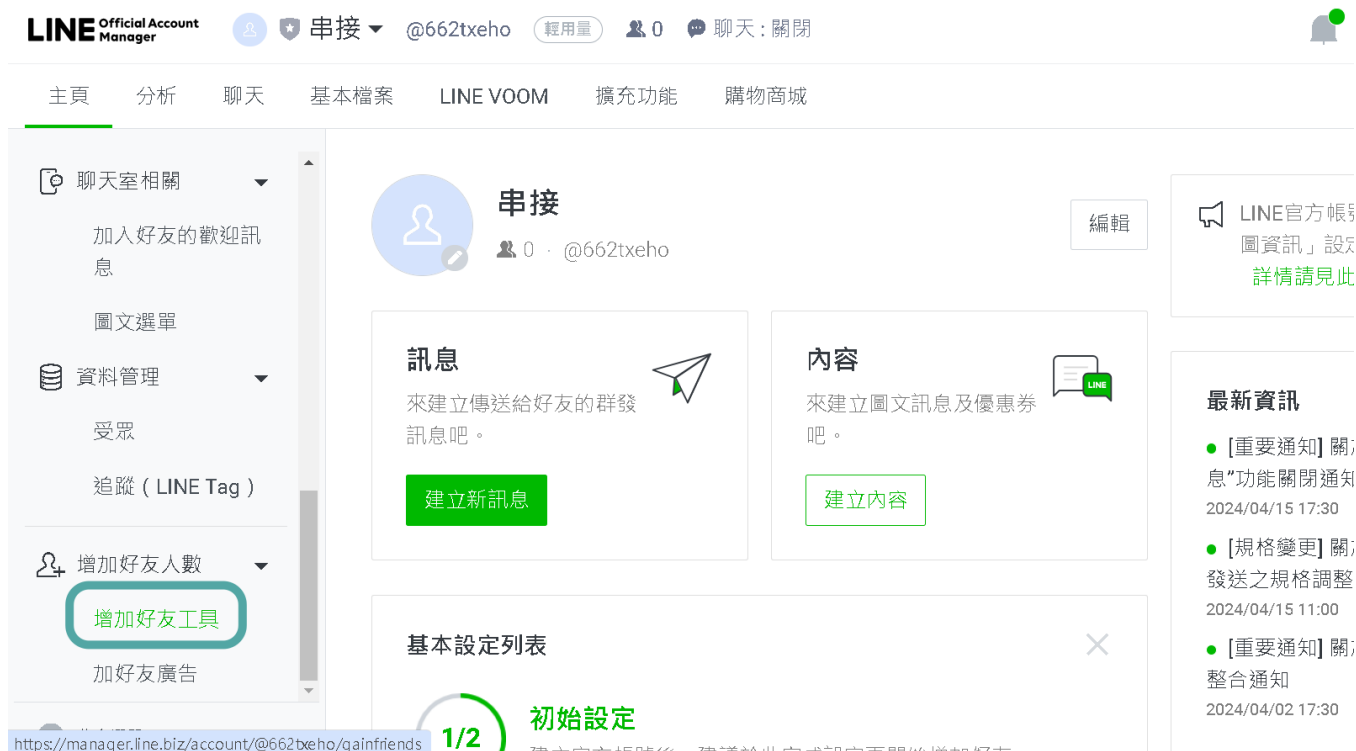 LINE Official Account Manager
串接 @662txeho 輕用量 0 聊天 : 關閉
主頁 分析 聊天 基本檔案 LINE VOOM 擴充功能 購物商城
聊天室相關
加入好友的歡迎訊
息
圖文選單
資料管理
受眾
追蹤 ( LINE Tag )
增加好友人數
增加好友工具
加好友廣告
https://manager.line.biz/account/@662txeho/gainfriends
串接
0 · @662txeho
編輯
訊息
來建立傳送給好友的群發
訊息吧。
建立新訊息
內容
來建立圖文訊息及優惠券
吧。
LINE
建立內容
基本設定列表
1/2
初始設定
LINE官方帳
圖資訊」設定
詳情請見此
最新資訊
[重要通知] 關
息"功能關閉通知
2024/04/15 17:30
[規格變更] 關
發送之規格調整
2024/04/15 11:00
[重要通知] 關
整合通知
2024/04/02 17:30